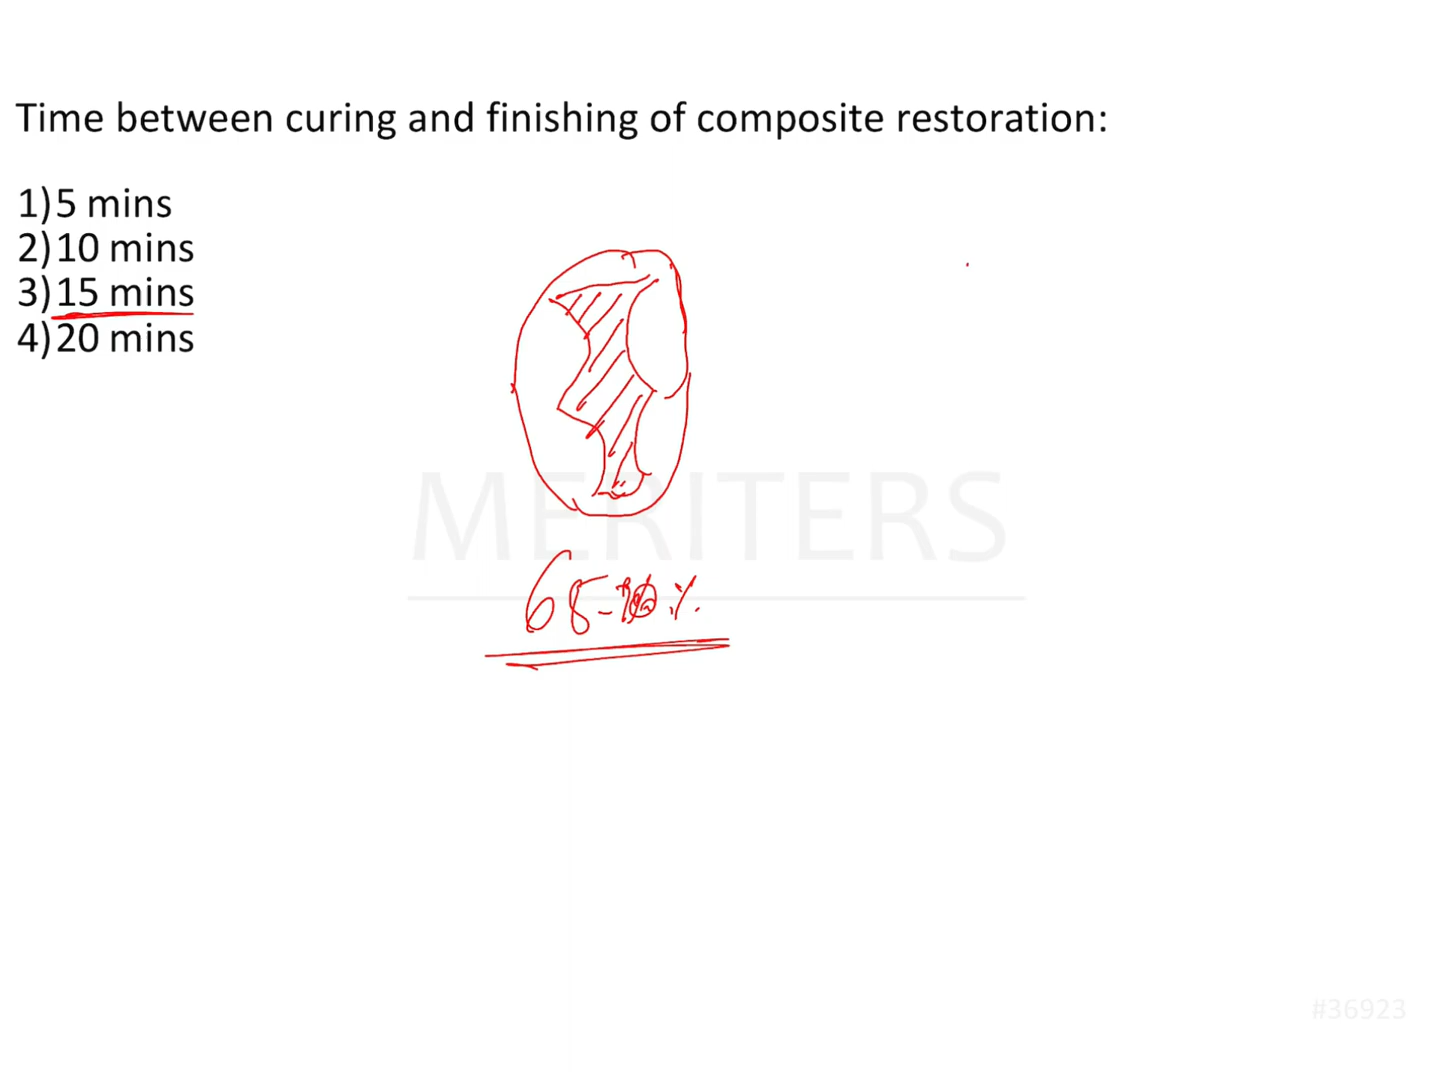 Time between curing and finishing of composite restoration:
1) 5 mins
2) 10 mins
3) 15 mins
4) 20 mins
MERITERS
%
#36923